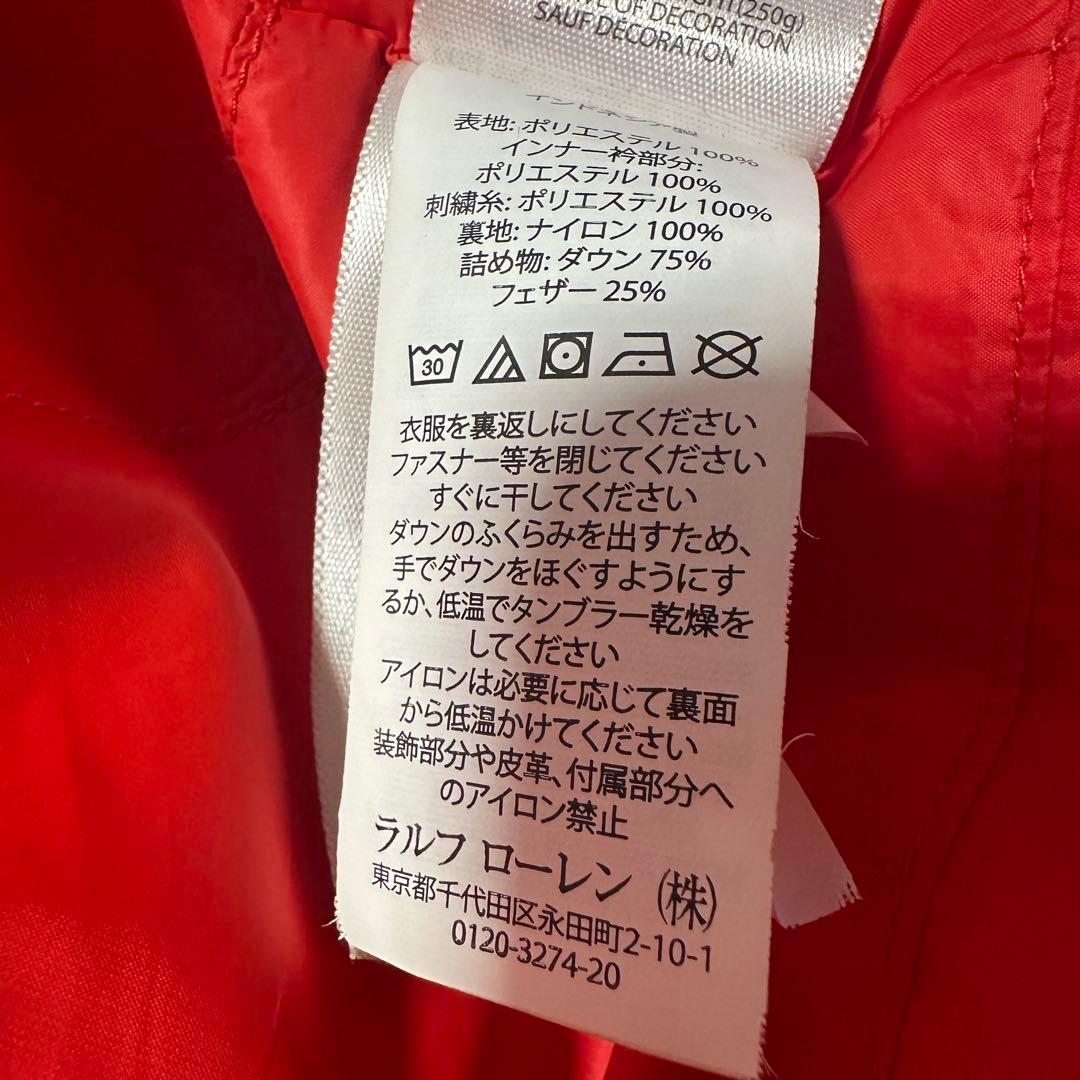 (250g)
OF DECORATION
SAUF DECORATION
表地: ポリエステル 100%
インナー衿部分:
ポリエステル 100%
刺繍糸: ポリエステル 100%
裏地: ナイロン 100%
詰め物: ダウン 75%
フェザー 25%
30
衣服を裏返しにしてください
ファスナー等を閉じてください
すぐに干してください
ダウンのふくらみを出すため、
手でダウンをほぐすようにす
るか、低温でタンブラー乾燥を
してください
アイロンは必要に応じて裏面
から低温かけてください
装飾部分や皮革、付属部分へ
のアイロン禁止
ラルフ ローレン (株)
東京都千代田区永田町2-10-1
0120-3274-20